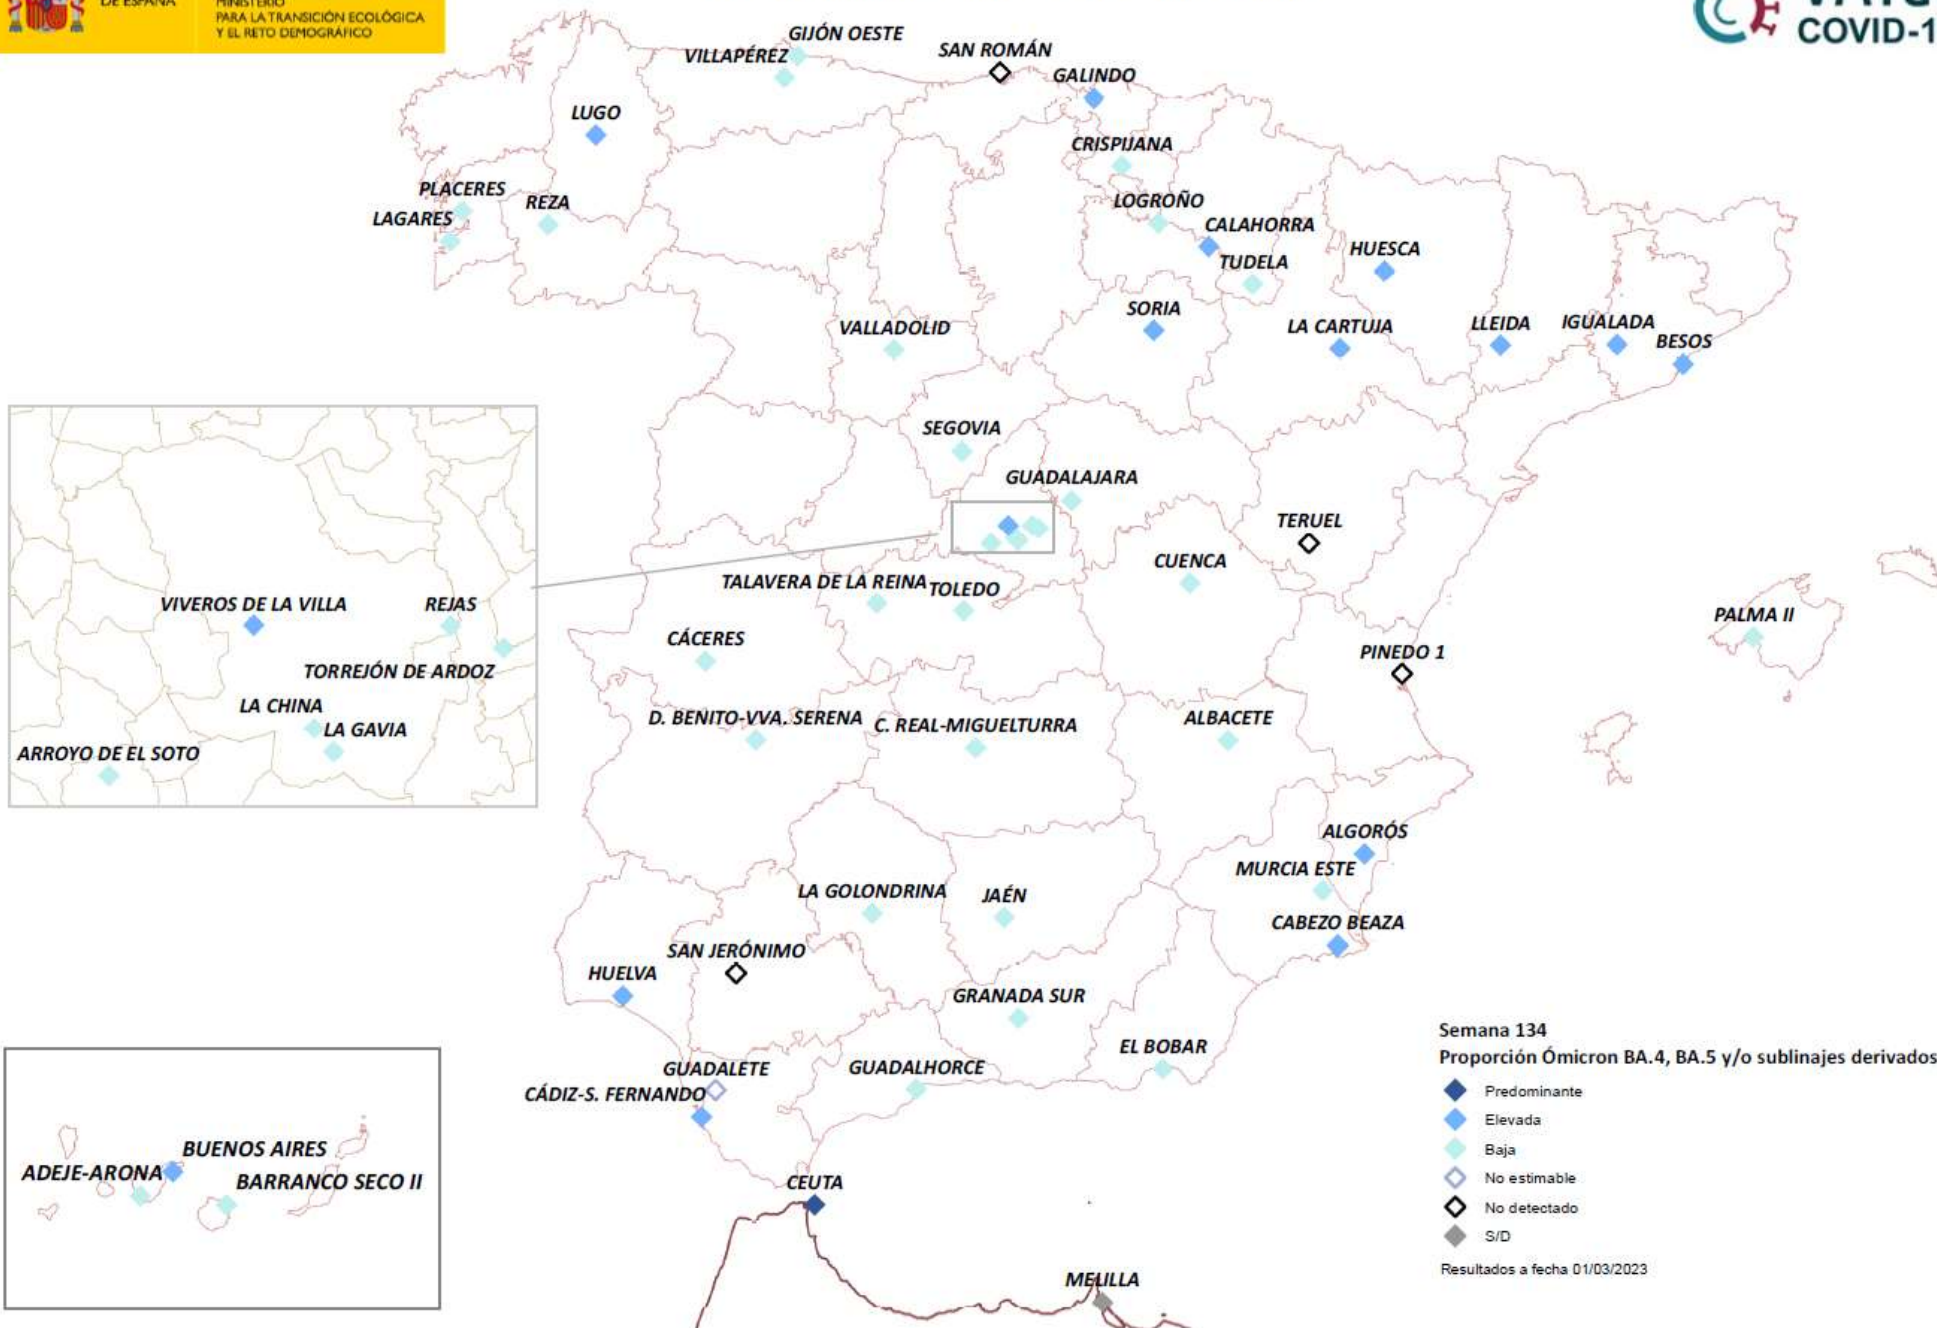 DE ESPAÑA
MINISTERIO
PARA LA TRANSICIÓN ECOLÓGICA
Y EL RETO DEMOGRÁFICO
COVID-1
GIJÓN OESTE
VILLAPÉREZ
SAN ROMÁN
GALINDO
LUGO
CRISPIJANA
PLACERES
REZA
LOGROÑO
LAGARES
CALAHORRA
HUESCA
TUDELA
SORIA
VALLADOLID
LA CARTUJA
LLEIDA
IGUALADA
BESOS
SEGOVIA
GUADALAJARA
TERUEL
CUENCA
TALAVERA DE LA REINA
TOLEDO
VIVEROS DE LA VILLA
REJAS
PALMA II
CÁCERES
PINEDO 1
TORREJÓN DE ARDOZ
LA CHINA
LA GAVIA
D. BENITO-VVA. SERENA
C. REAL-MIGUELTURRA
ALBACETE
ARROYO DE EL SOTO
ALGORÓS
MURCIA ESTE
LA GOLONDRINA
JAÉN
CABEZO BEAZA
SAN JERÓNIMO
HUELVA
GRANADA SUR
EL BOBAR
GUADALETE
GUADALHORCE
CÁDIZ-S. FERNANDO
BUENOS AIRES
ADEJE-ARONA
BARRANCO SECO II
CEUTA
MELILLA
Semana 134
Proporción Ómicron BA.4, BA.5 y/o sublinajes derivados
Predominante
Elevada
Baja
No estimable
No detectado
S/D
Resultados a fecha 01/03/2023